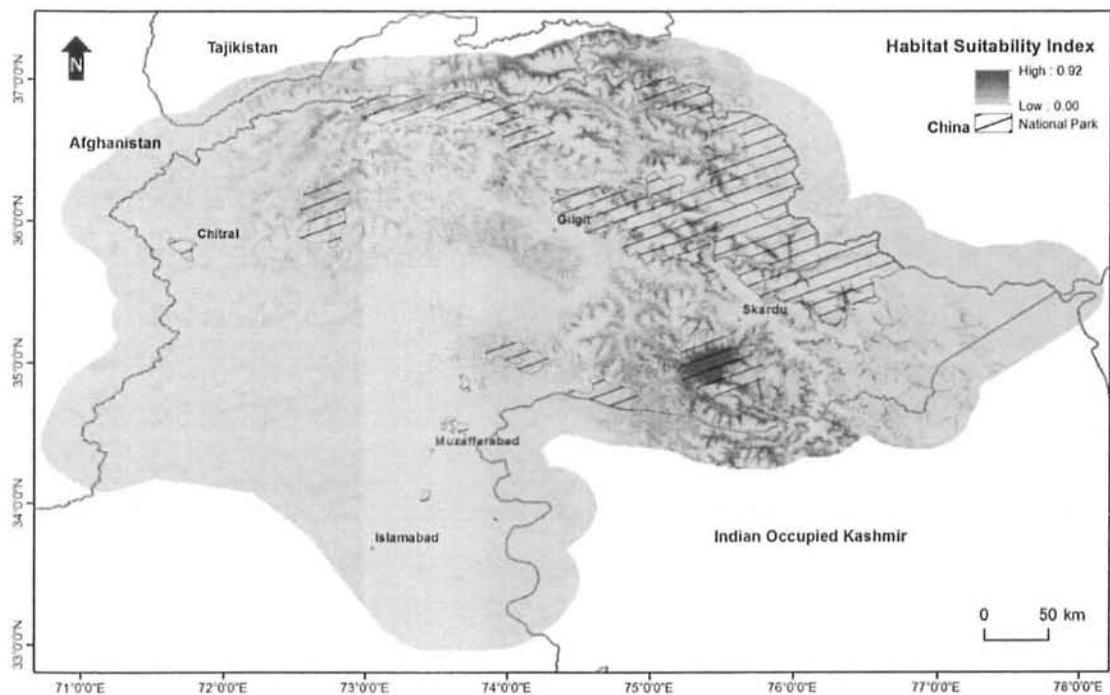 Tajikistan
N
Habitat Suitability Index
High : 0.92
Low : 0.00
China
National Park
Afghanistan
Chitral
Gilgit
Skardu
Muzaffarabad
Islamabad
Indian Occupied Kashmir
0 50 km
37°0'0"N
36°0'0"N
35°0'0"N
34°0'0"N
33°0'0"N
71°0'0"E 72°0'0"E 73°0'0"E 74°0'0"E 75°0'0"E 76°0'0"E 77°0'0"E 78°0'0"E